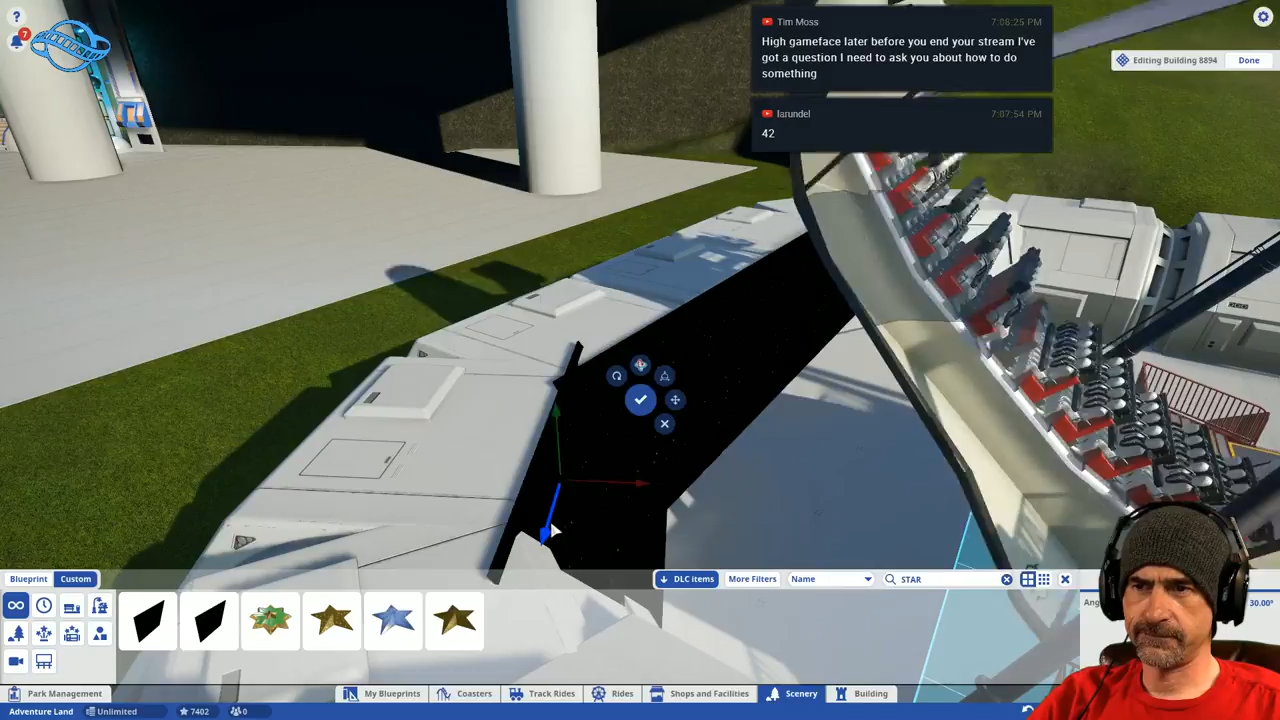 ?
7
Tim Moss
7:08:25 PM
High gameface later before you end your stream I've
got a question I need to ask you about how to do
something
larundel
7:07:54 PM
42
Editing Building 8894
Done
Blueprint
Custom
DLC items
More Filters
Name
STAR
Ang
30.00°
Park Management
My Blueprints
Coasters
Track Rides
Rides
Shops and Facilities
Scenery
Building
Adventure Land
Unlimited
7402
0